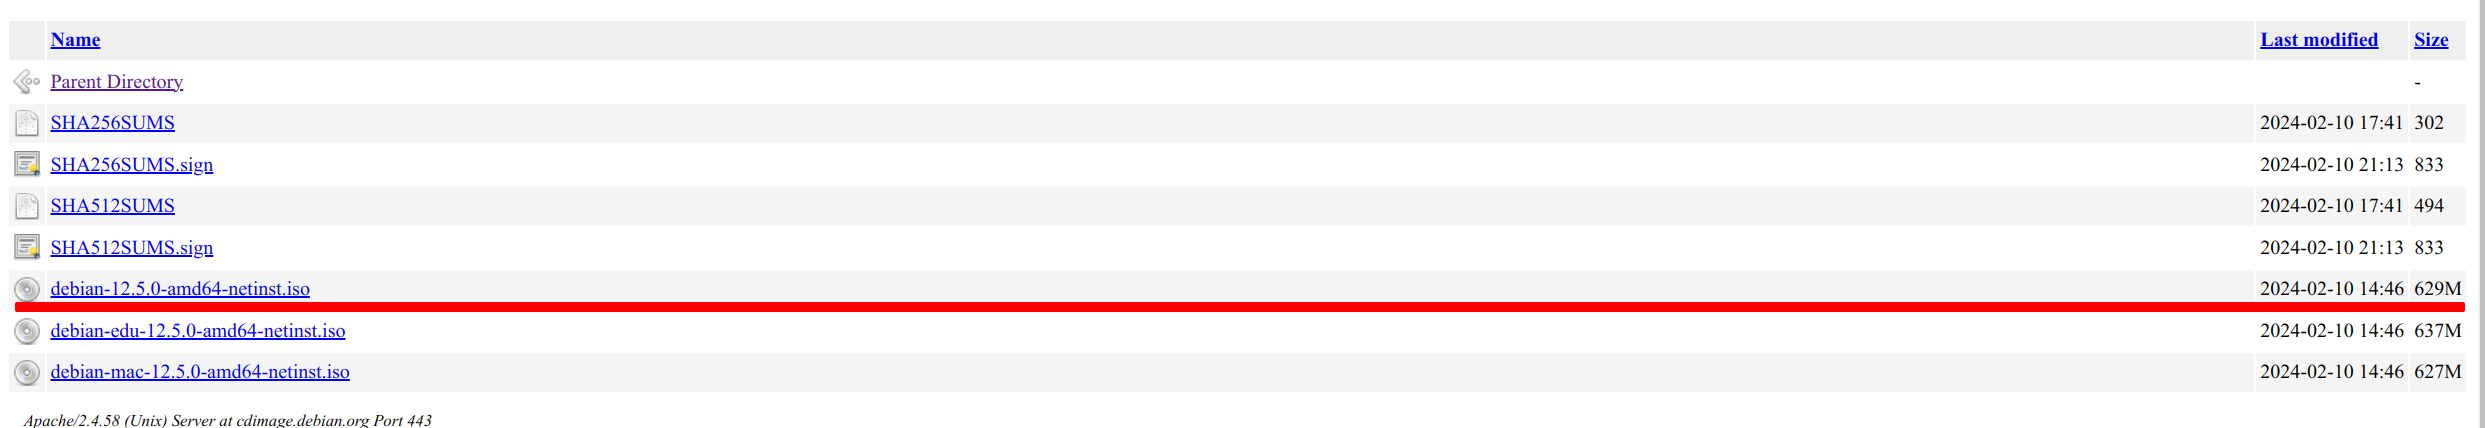 Name Last modified Size
Parent Directory -
SHA256SUMS 2024-02-10 17:41 302
SHA256SUMS.sign 2024-02-10 21:13 833
SHA512SUMS 2024-02-10 17:41 494
SHA512SUMS.sign 2024-02-10 21:13 833
debian-12.5.0-amd64-netinst.iso 2024-02-10 14:46 629M
debian-edu-12.5.0-amd64-netinst.iso 2024-02-10 14:46 637M
debian-mac-12.5.0-amd64-netinst.iso 2024-02-10 14:46 627M
Apache/2.4.58 (Unix) Server at cdimage.debian.org Port 443